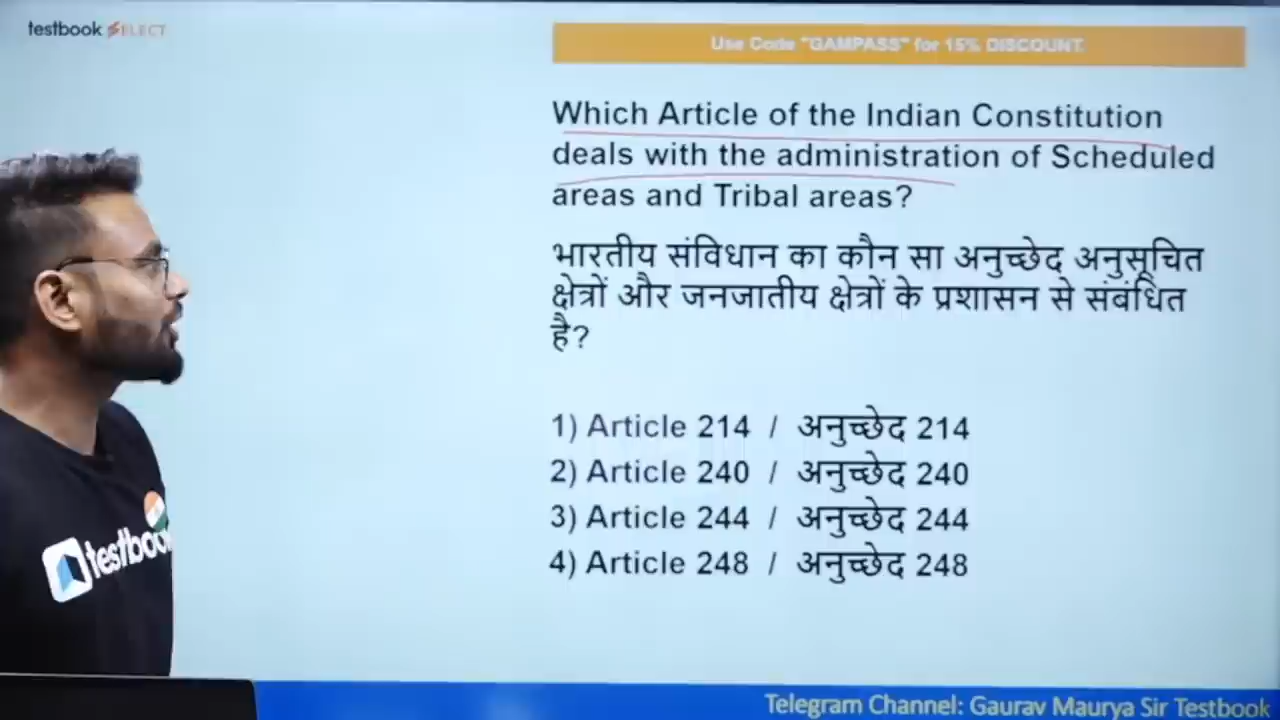 testbook SELECT
Use Code "GAMPASS" for 15% DISCOUNT
Which Article of the Indian Constitution
deals with the administration of Scheduled
areas and Tribal areas?
भारतीय संविधान का कौन सा अनुच्छेद अनुसूचित
क्षेत्रों और जनजातीय क्षेत्रों के प्रशासन से संबंधित
है?
1) Article 214 / अनुच्छेद 214
2) Article 240 / अनुच्छेद 240
3) Article 244 / अनुच्छेद 244
4) Article 248 / अनुच्छेद 248
testbook
Telegram Channel: Gaurav Maurya Sir Testbook